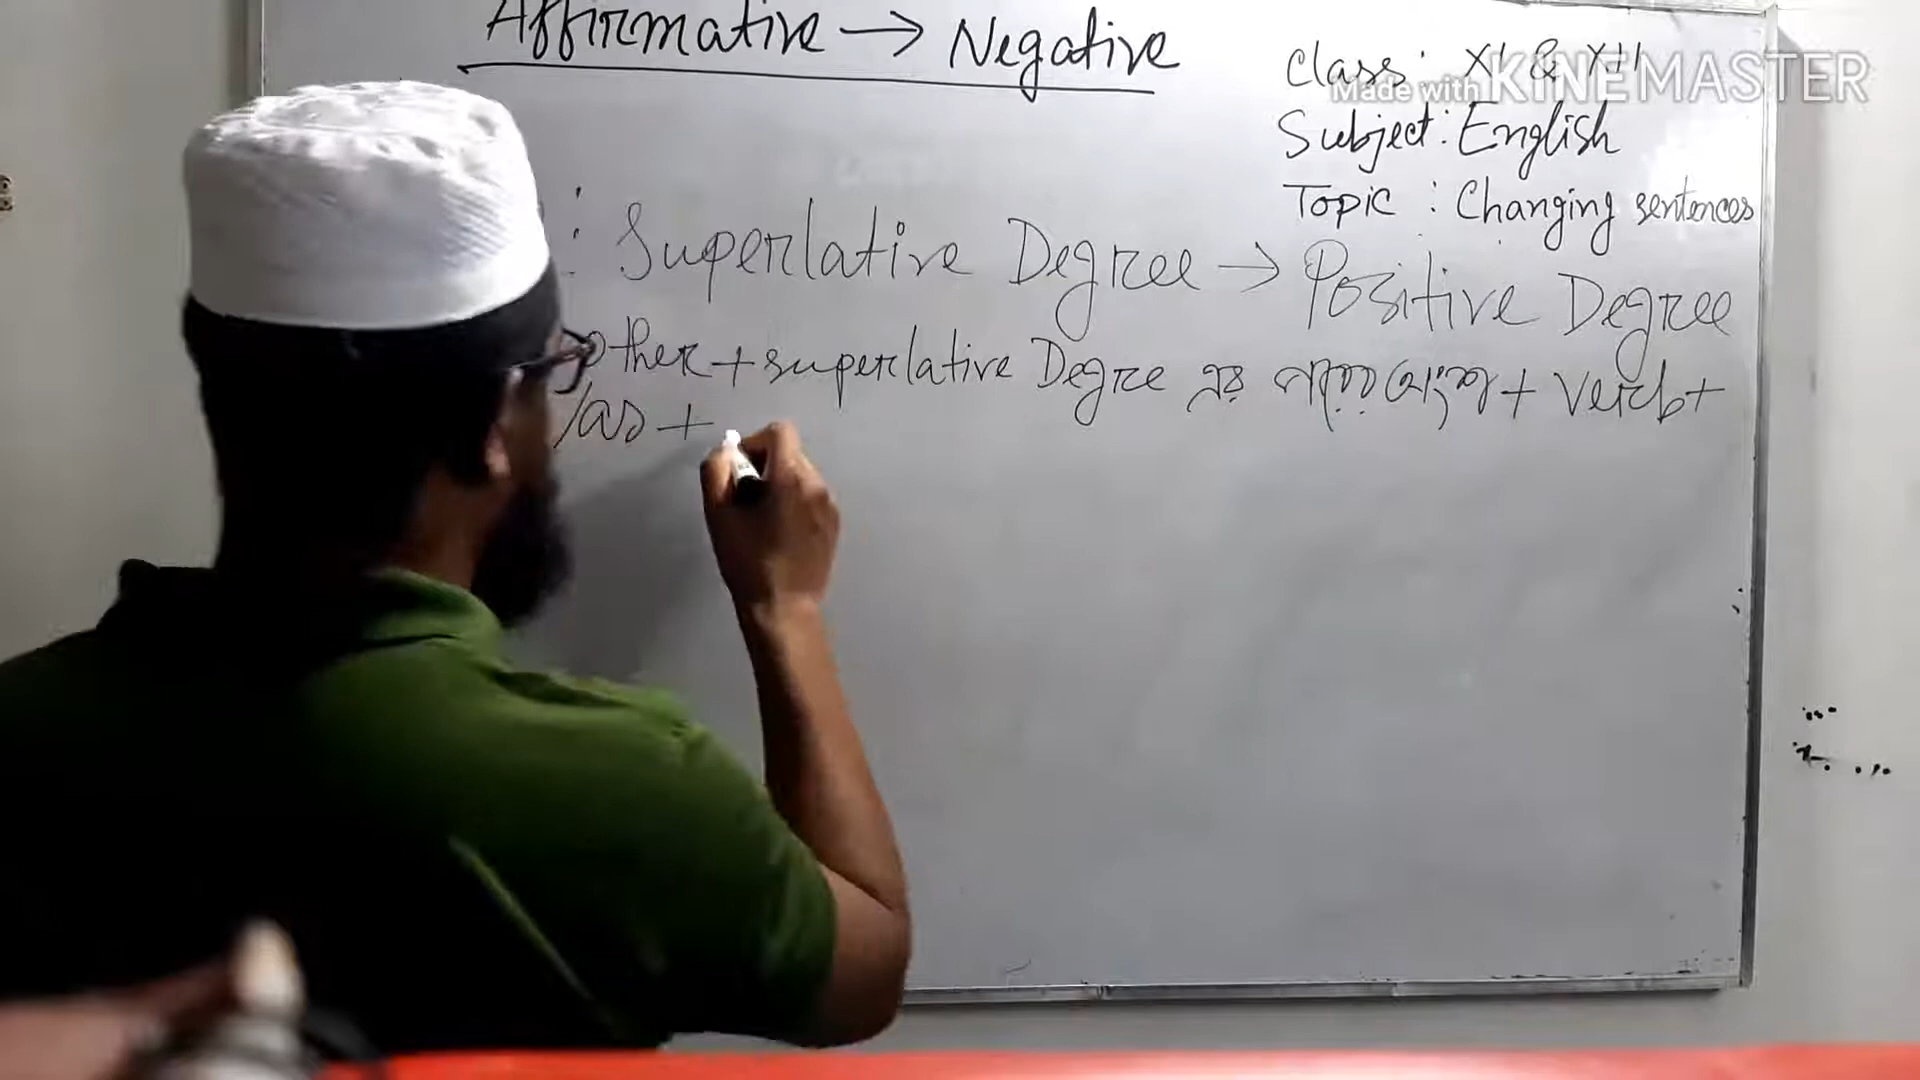 Affirmative → Negative
Class: XI & XII
Made with KINEMASTER
Subject: English
Topic : Changing sentences
: Superlative Degree → Positive Degree
other + superlative Degree এর পরের অংশ + Verb +
/as +